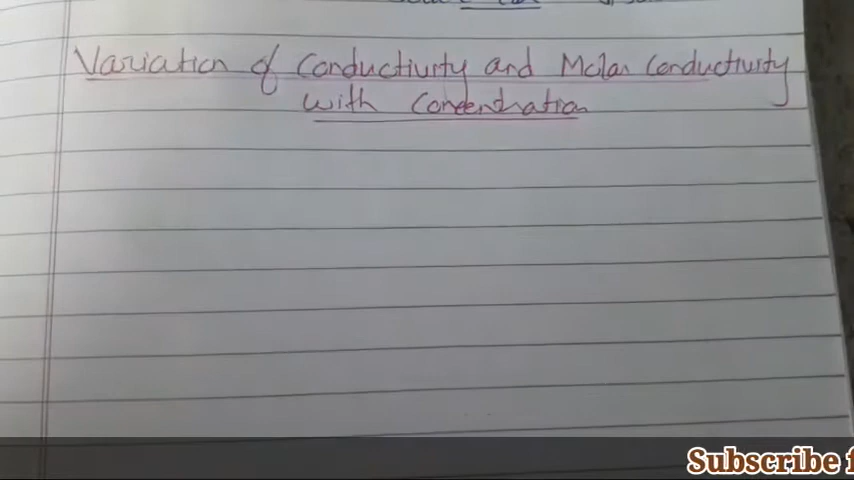 Variation of Conductivity and Molar Conductivity
with Concentration
Subscribe f